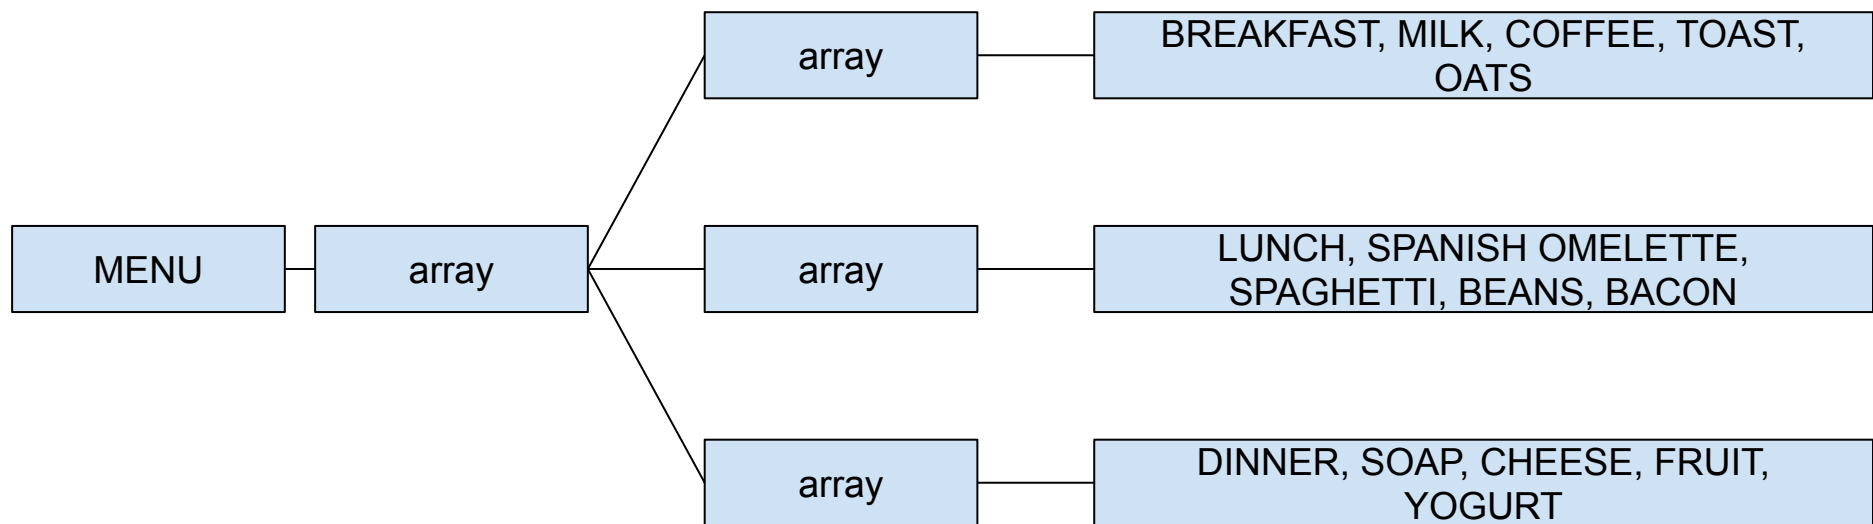 array
BREAKFAST, MILK, COFFEE, TOAST,
OATS
MENU
array
array
LUNCH, SPANISH OMELETTE,
SPAGHETTI, BEANS, BACON
array
DINNER, SOAP, CHEESE, FRUIT,
YOGURT